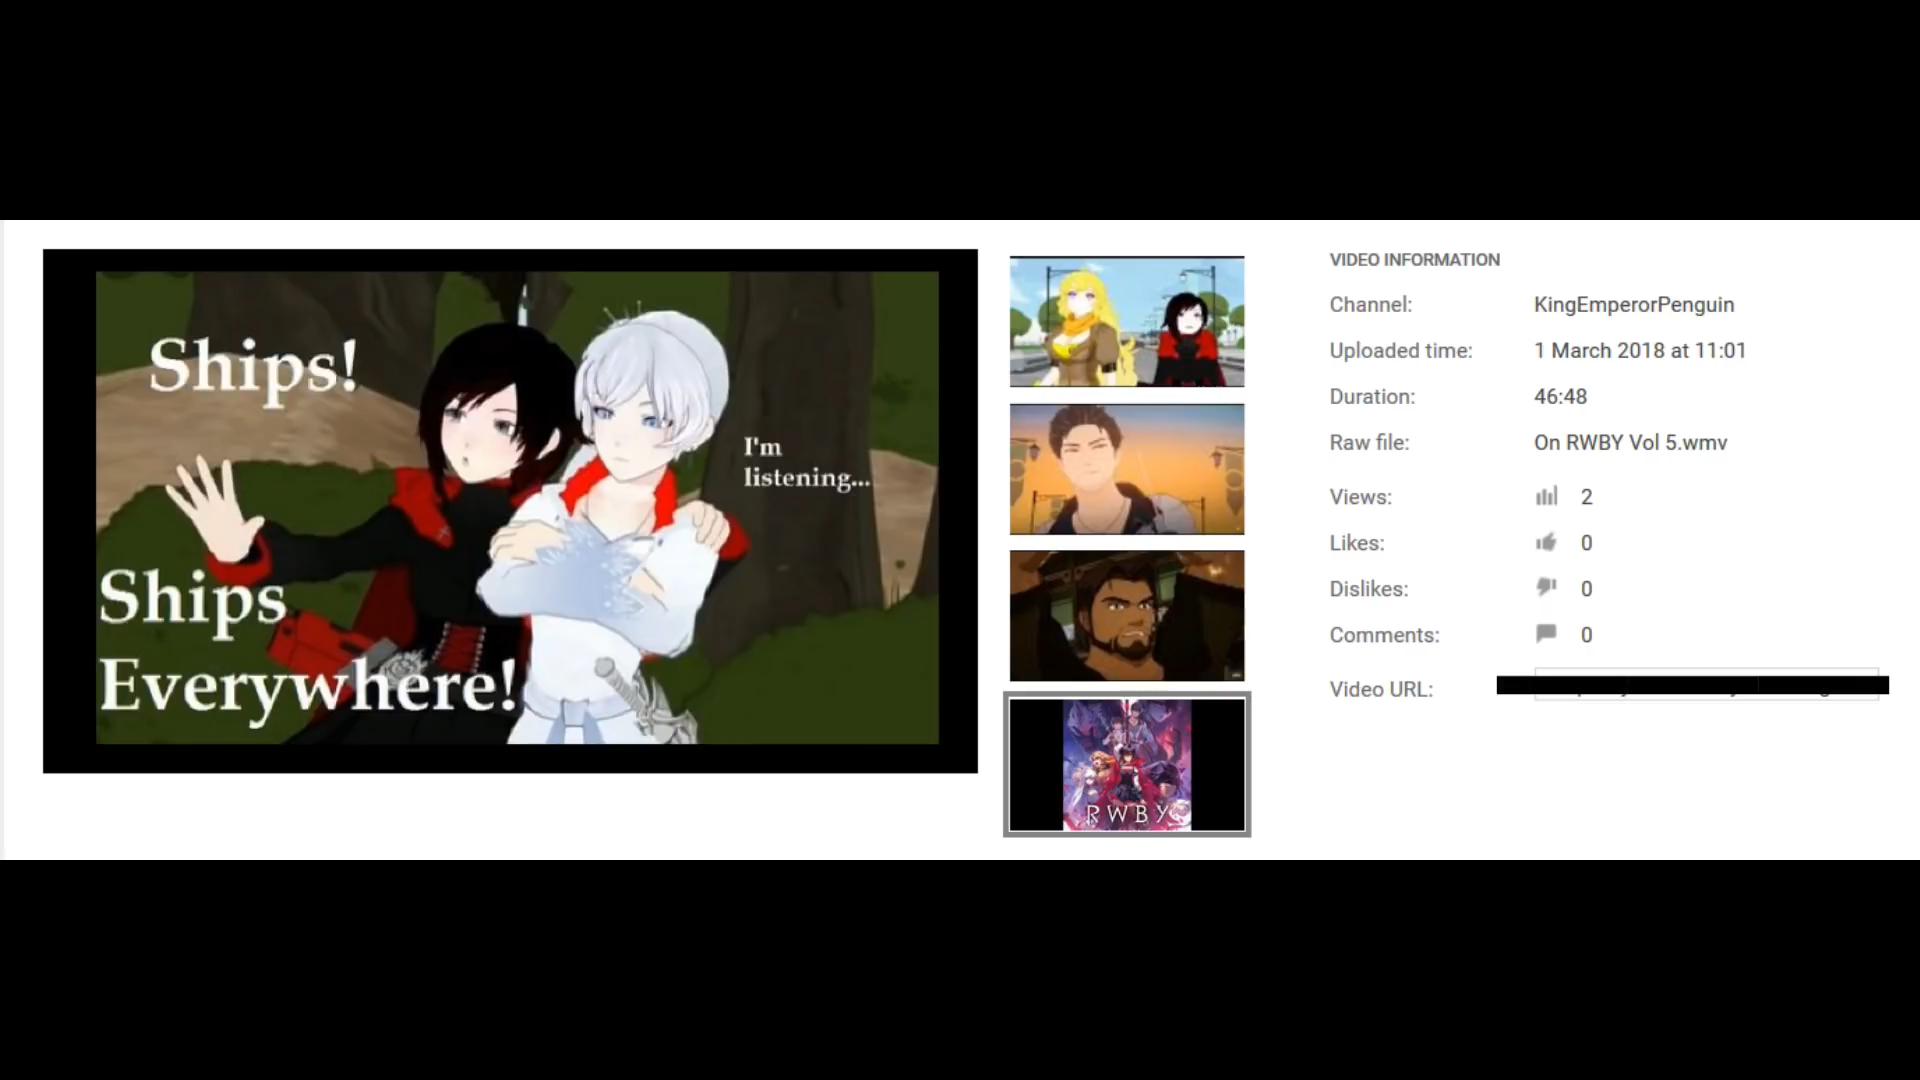 Ships!
I'm
listening...
Ships
Everywhere!
RWBY
VIDEO INFORMATION
Channel: KingEmperorPenguin
Uploaded time: 1 March 2018 at 11:01
Duration: 46:48
Raw file: On RWBY Vol 5.wmv
Views: 2
Likes: 0
Dislikes: 0
Comments: 0
Video URL: